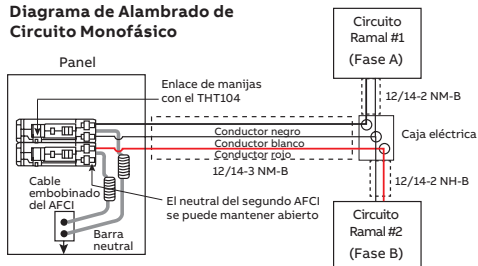 Diagrama de Alambrado de
Circuito Monofásico
Panel
Enlace de manijas
con el THT104
Conductor negro
Conductor blanco
Conductor rojo
12/14-3 NM-B
Cable
embobinado
del AFCI
El neutral del segundo AFCI
se puede mantener abierto
Barra
neutral
Circuito
Ramal #1
(Fase A)
12/14-2 NM-B
Caja eléctrica
12/14-2 NH-B
Circuito
Ramal #2
(Fase B)